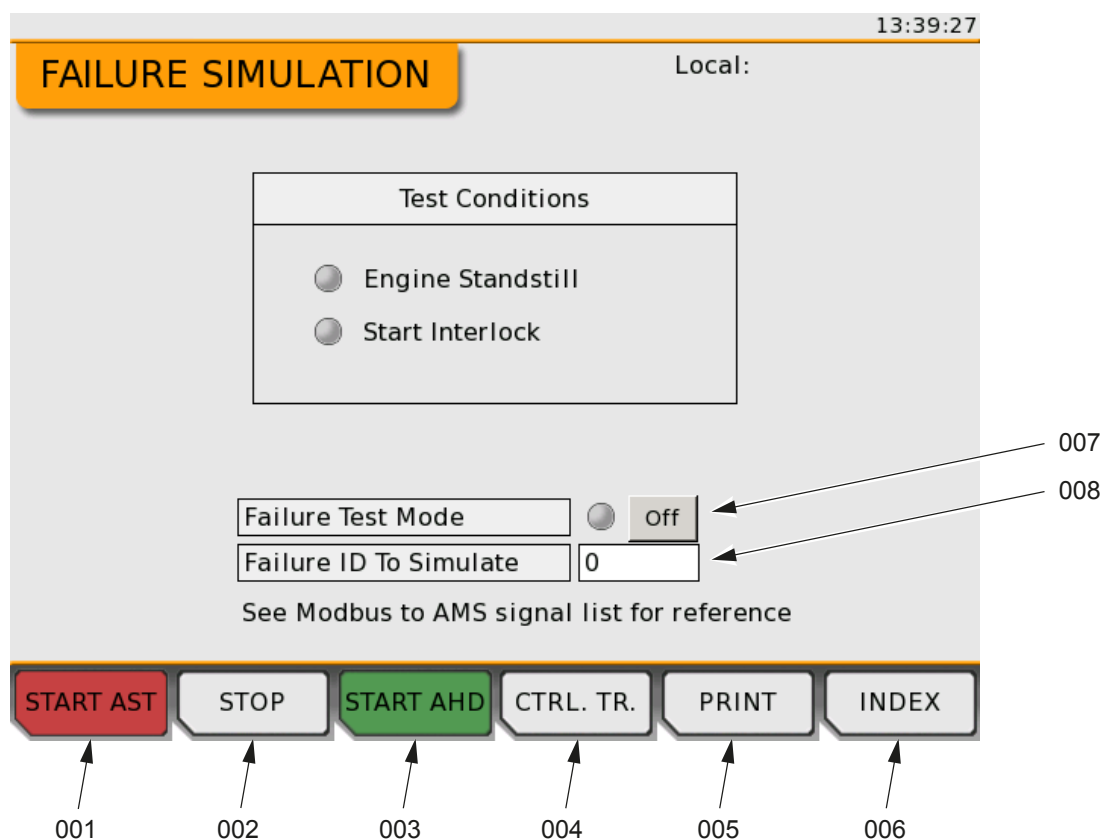 13:39:27
FAILURE SIMULATION
Local:
Test Conditions
Engine Standstill
Start Interlock
007
008
Failure Test Mode
Off
Failure ID To Simulate
0
See Modbus to AMS signal list for reference
START AST
STOP
START AHD
CTRL. TR.
PRINT
INDEX
001
002
003
004
005
006